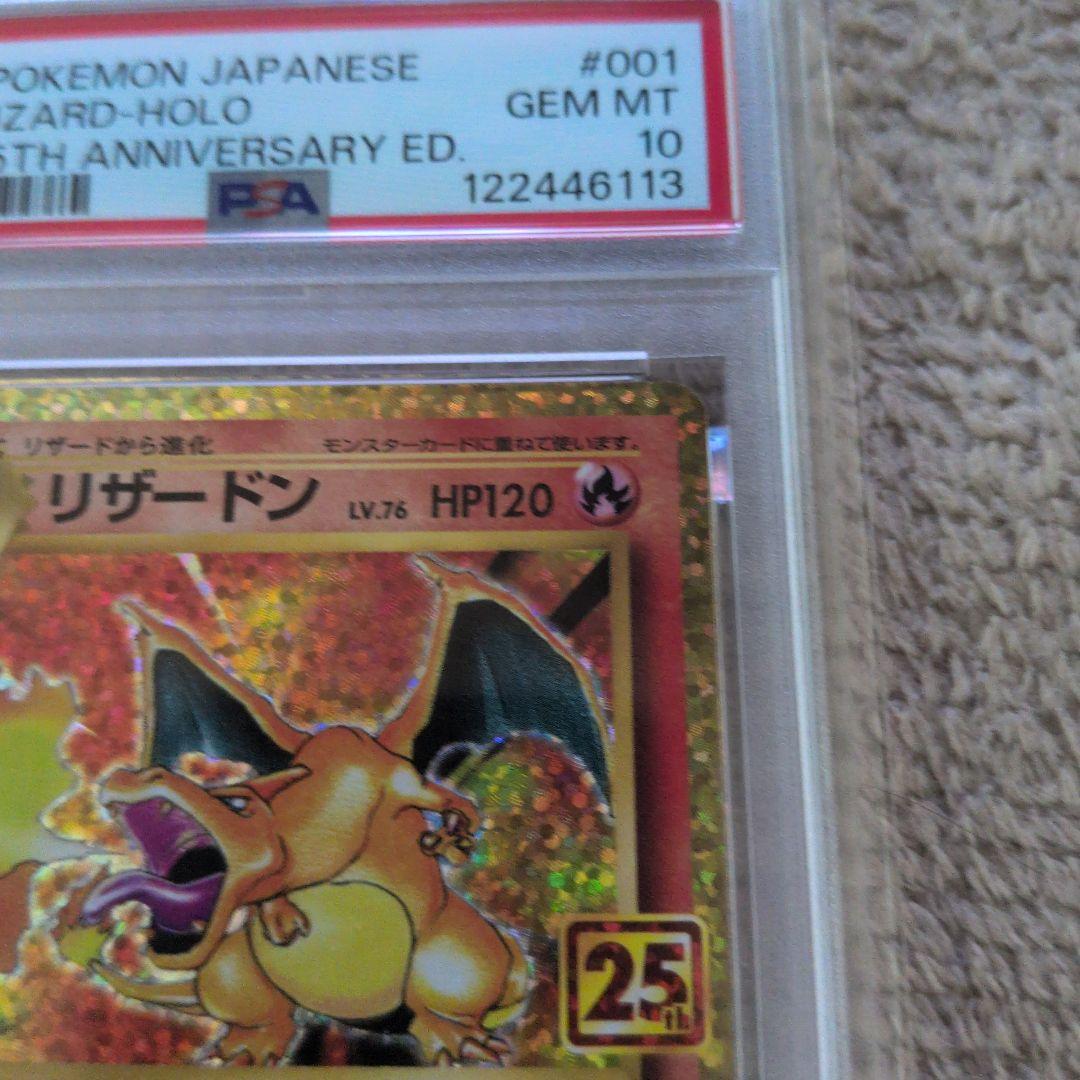 POKEMON JAPANESE #001
IZARD-HOLO GEM MT
5TH ANNIVERSARY ED. 10
PSA 122446113
リザードから進化 モンスターカードに重ねて使います。
リザードン LV.76 HP120
25th